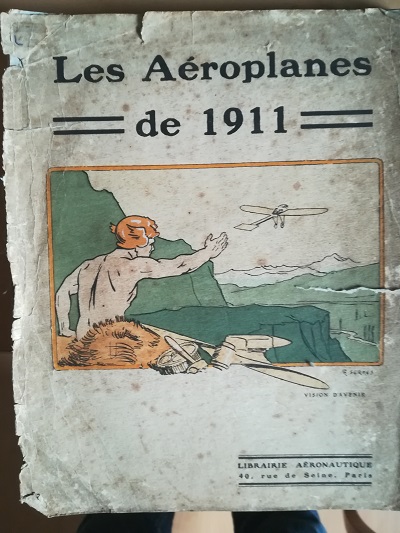 Les Aéroplanes
de 1911
VISION D'AVENIR
LIBRAIRIE AÉRONAUTIQUE
40, rue de Seine, Paris